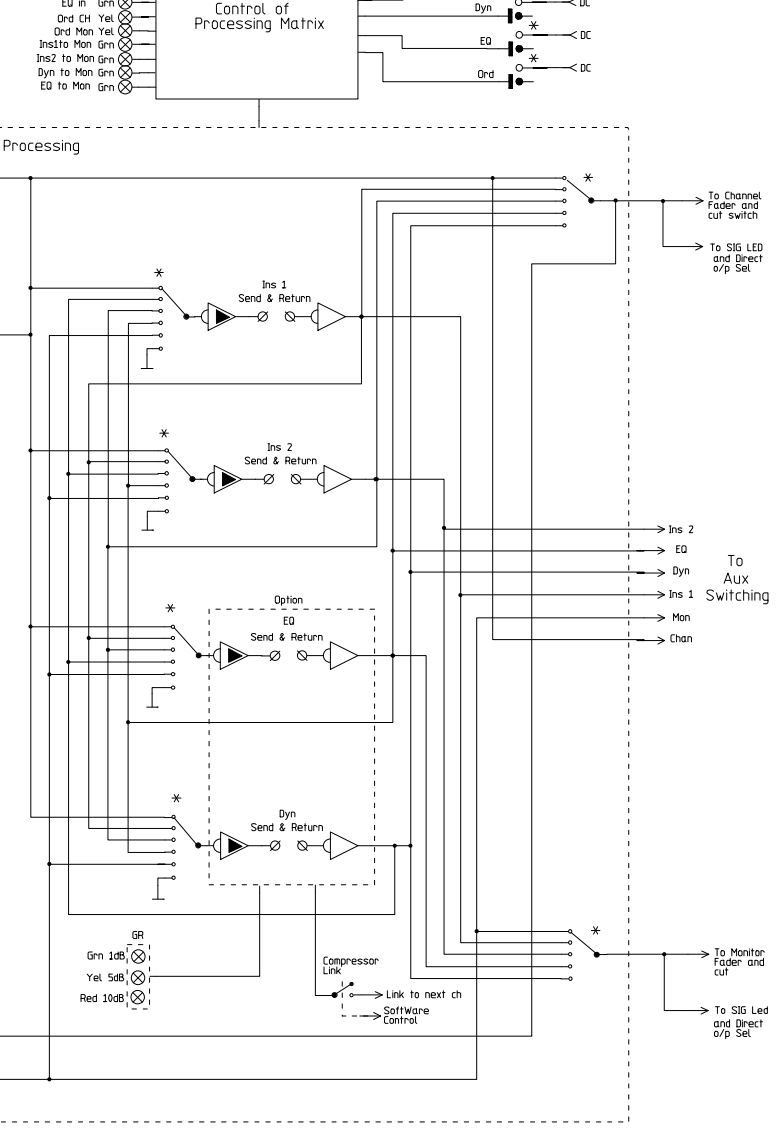 EQ in Grn
Ord CH Yel
Ord Mon Yel
Ins1to Mon Grn
Ins2 to Mon Grn
Dyn to Mon Grn
EQ to Mon Grn
Control of
Processing Matrix
Dyn
DC
*
EQ
DC
*
Ord
DC
Processing
*
To Channel
Fader and
cut switch
To SIG LED
and Direct
o/p Sel
*
Ins 1
Send & Return
*
Ins 2
Send & Return
Ins 2
EQ
Dyn
Ins 1
Mon
Chan
To
Aux
Switching
Option
*
EQ
Send & Return
*
Dyn
Send & Return
GR
Grn 1dB
Yel 5dB
Red 10dB
Compressor
Link
Link to next ch
SoftWare
Control
*
To Monitor
Fader and
cut
To SIG Led
and Direct
o/p Sel